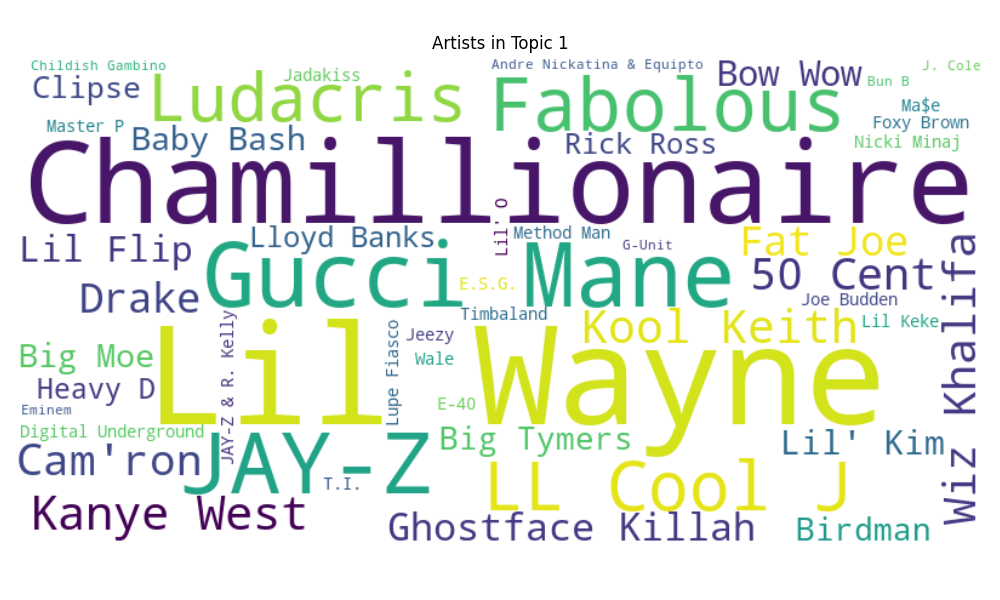 Artists in Topic 1
Childish Gambino
Jadakiss
Andre Nickatina & Equipto
Bow Wow
J. Cole
Clipse
Ludacris
Fabolous
Bun B
Ma$e
Master P
Baby Bash
Rick Ross
Foxy Brown
Nicki Minaj
Chamillionaire
Lil' O
Lil Flip
Lloyd Banks
Method Man
G-Unit
Fat Joe
Gucci Mane
50 Cent
Drake
E.S.G.
Joe Budden
Wiz Khalifa
Timbaland
Kool Keith
Lil Keke
JAY-Z & R. Kelly
Lupe Fiasco
Jeezy
Big Moe
Wale
Lil Wayne
Heavy D
Eminem
E-40
Digital Underground
Big Tymers
Lil' Kim
Cam'ron
JAY-Z
T.I.
LL Cool J
Kanye West
Ghostface Killah
Birdman